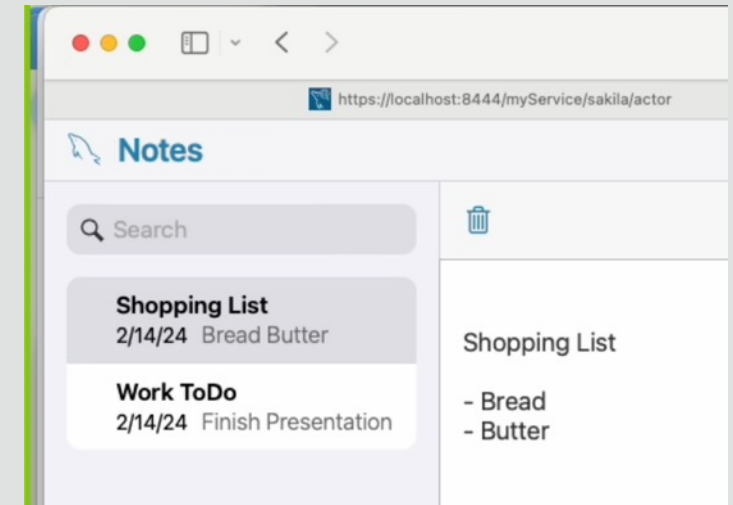 https://localhost:8444/myService/sakila/actor
Notes
Search
Shopping List
2/14/24 Bread Butter
Work ToDo
2/14/24 Finish Presentation
Shopping List
- Bread
- Butter